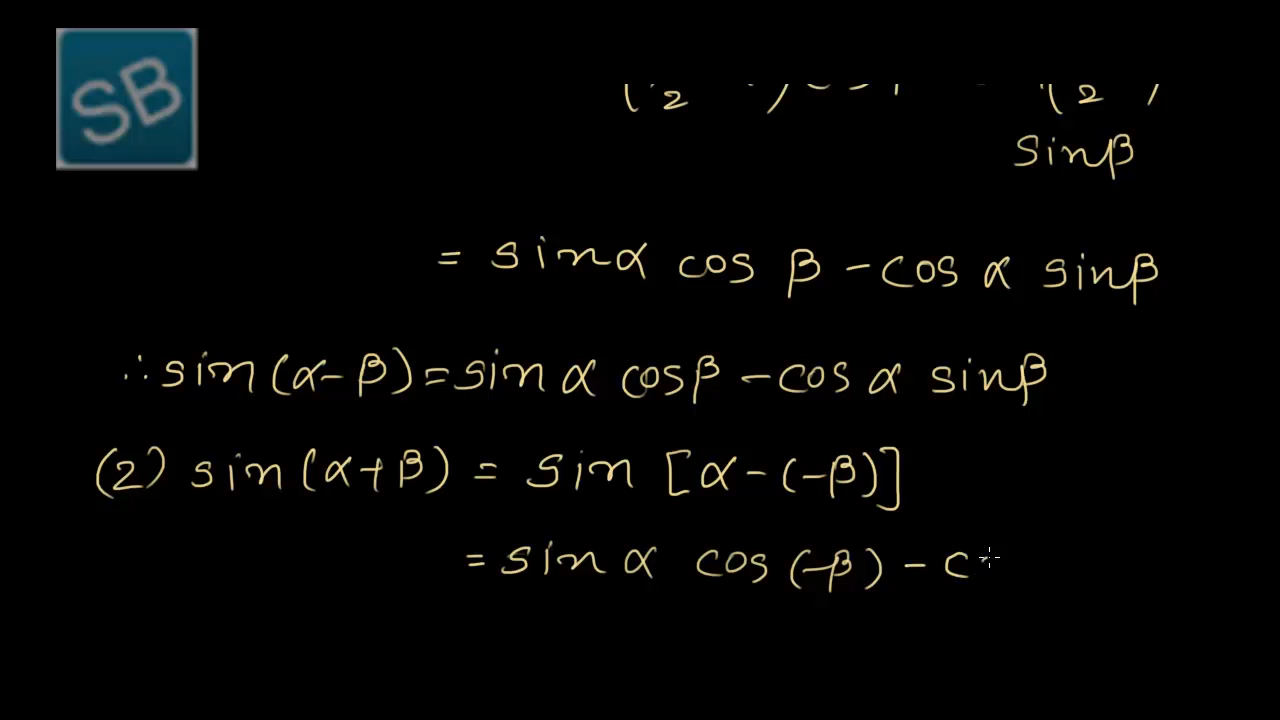 SB
sinβ
= sinα cos β - cos α sinβ
∴ sin(α-β) = sin α cosβ - cos α sinβ
(2) sin(α+β) = sin [α-(-β)]
= sin α cos(-β) - c